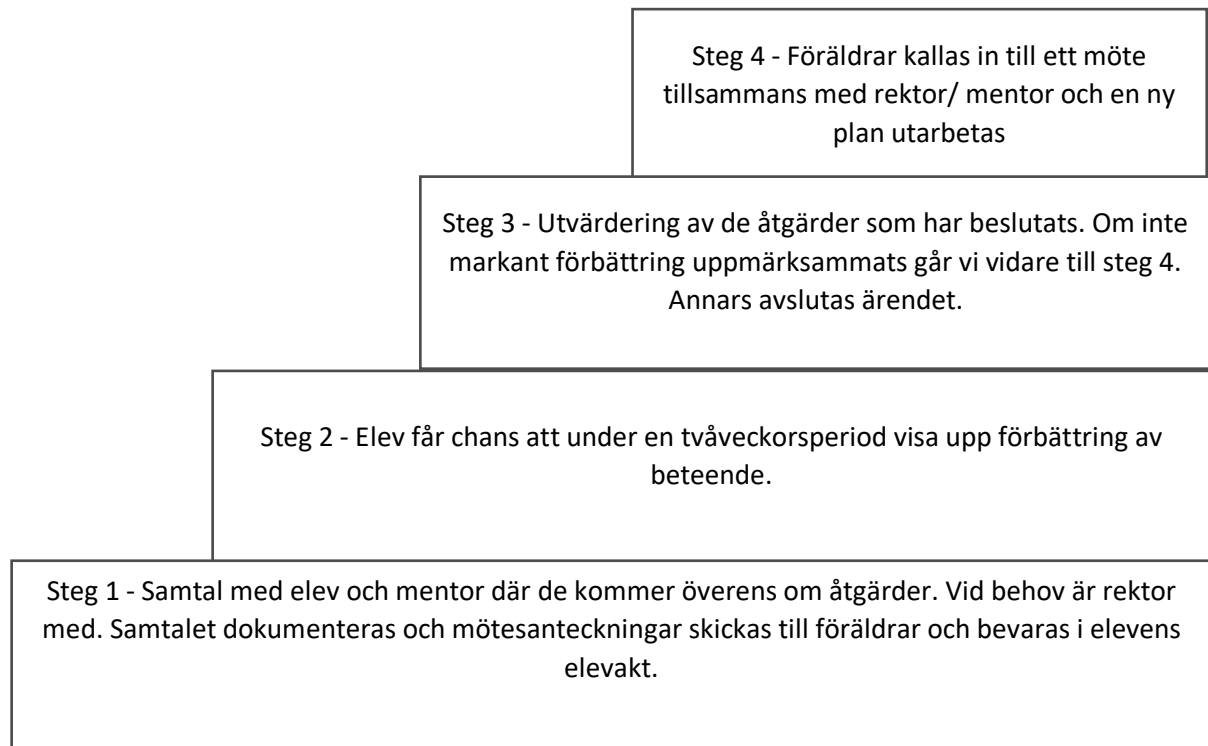 Steg 4 - Föräldrar kallas in till ett möte
tillsammans med rektor/ mentor och en ny
plan utarbetas
Steg 3 - Utvärdering av de åtgärder som har beslutats. Om inte
markant förbättring uppmärksammats går vi vidare till steg 4.
Annars avslutas ärendet.
Steg 2 - Elev får chans att under en tvåveckorsperiod visa upp förbättring av
beteende.
Steg 1 - Samtal med elev och mentor där de kommer överens om åtgärder. Vid behov är rektor
med. Samtalet dokumenteras och mötesanteckningar skickas till föräldrar och bevaras i elevens
elevakt.